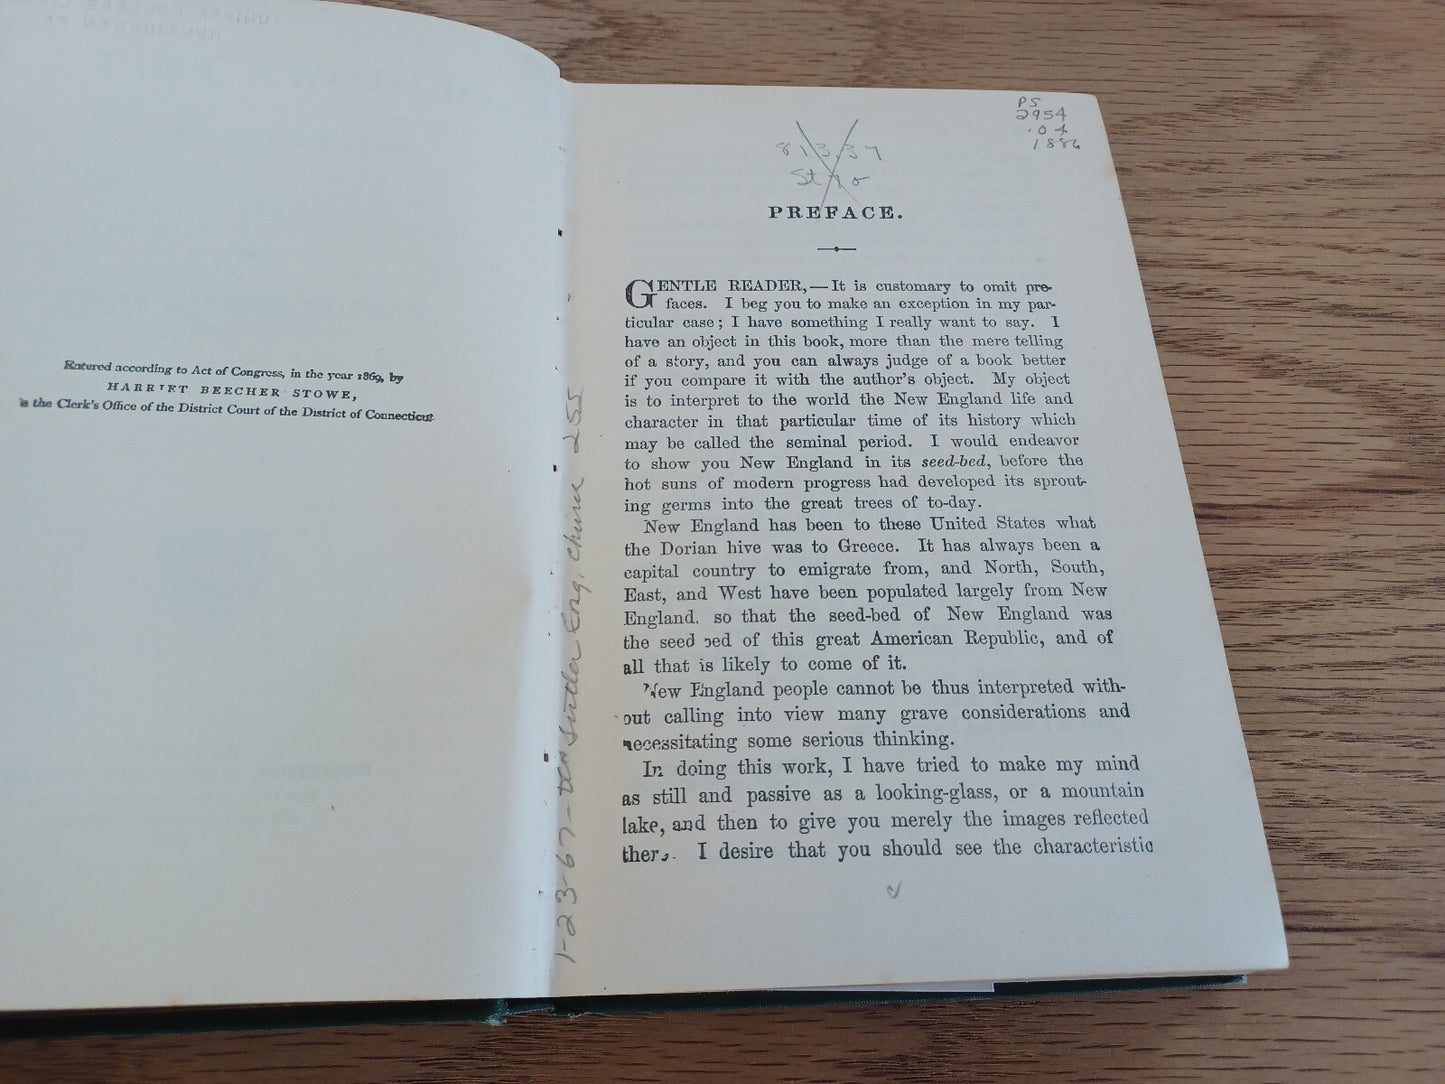 Entered according to Act of Congress, in the year 1869, by
HARRIET BEECHER STOWE,
the Clerk's Office of the District Court of the District of Connecticut
PS
2954
.04
1886
813.37
PREFACE.
GENTLE READER,—It is customary to omit pre-
faces. I beg you to make an exception in my par-
ticular case; I have something I really want to say. I
have an object in this book, more than the mere telling
of a story, and you can always judge of a book better
if you compare it with the author's object. My object
is to interpret to the world the New England life and
character in that particular time of its history which
may be called the seminal period. I would endeavor
to show you New England in its seed-bed, before the
hot suns of modern progress had developed its sprout-
ing germs into the great trees of to-day.
New England has been to these United States what
the Dorian hive was to Greece. It has always been a
capital country to emigrate from, and North, South,
East, and West have been populated largely from New
England, so that the seed-bed of New England was
the seed bed of this great American Republic, and of
all that is likely to come of it.
New England people cannot be thus interpreted with-
out calling into view many grave considerations and
necessitating some serious thinking.
In doing this work, I have tried to make my mind
as still and passive as a looking-glass, or a mountain
lake, and then to give you merely the images reflected
there. I desire that you should see the characteristic
1-23-67 Eng. 255